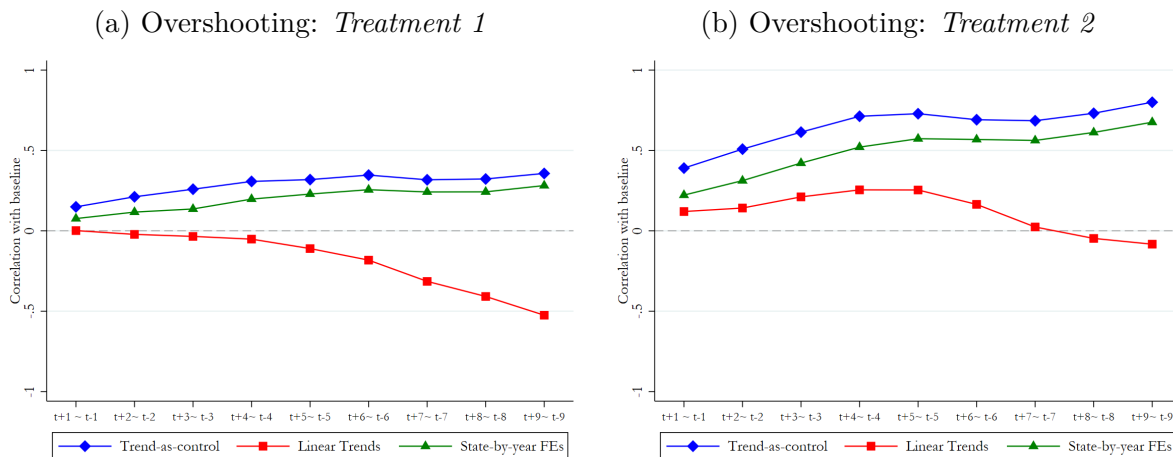 (a) Overshooting: Treatment 1
Correlation with baseline
1
.5
0
-.5
-1
t+1 ~ t-1 t+2~ t-2 t+3~ t-3 t+4~ t-4 t+5~ t-5 t+6~ t-6 t+7~ t-7 t+8~ t-8 t+9~ t-9
Trend-as-control Linear Trends State-by-year FEs
(b) Overshooting: Treatment 2
Correlation with baseline
1
.5
0
-.5
-1
t+1 ~ t-1 t+2~ t-2 t+3~ t-3 t+4~ t-4 t+5~ t-5 t+6~ t-6 t+7~ t-7 t+8~ t-8 t+9~ t-9
Trend-as-control Linear Trends State-by-year FEs